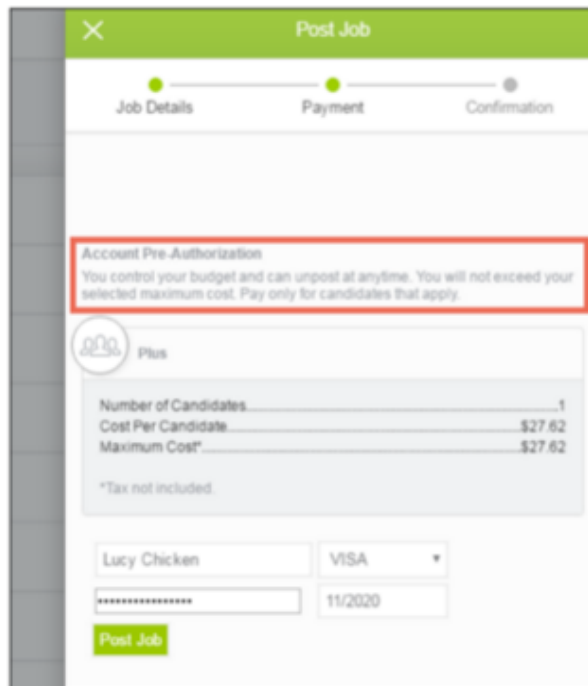 Post Job
Job Details Payment Confirmation
Account Pre-Authorization
You control your budget and can unpost at anytime. You will not exceed your
selected maximum cost. Pay only for candidates that apply.
Plus
Number of Candidates 1
Cost Per Candidate $27.62
Maximum Cost* $27.62
*Tax not included.
Lucy Chicken VISA
•••••••••••••••• 11/2020
Post Job